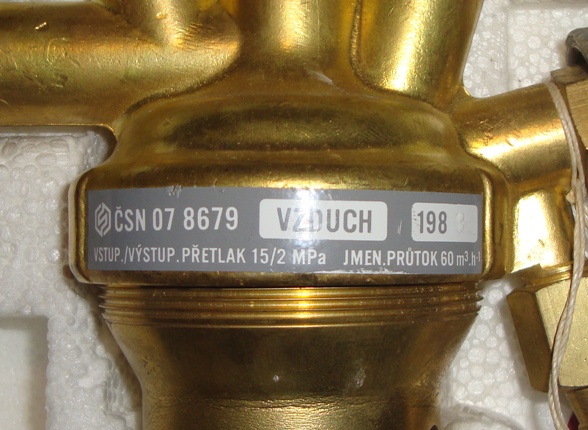 ČSN 07 8679 VZDUCH 198
VSTUP./VÝSTUP.PŘETLAK 15/2 MPa JMEN.PRŮTOK 60 m³.h⁻¹